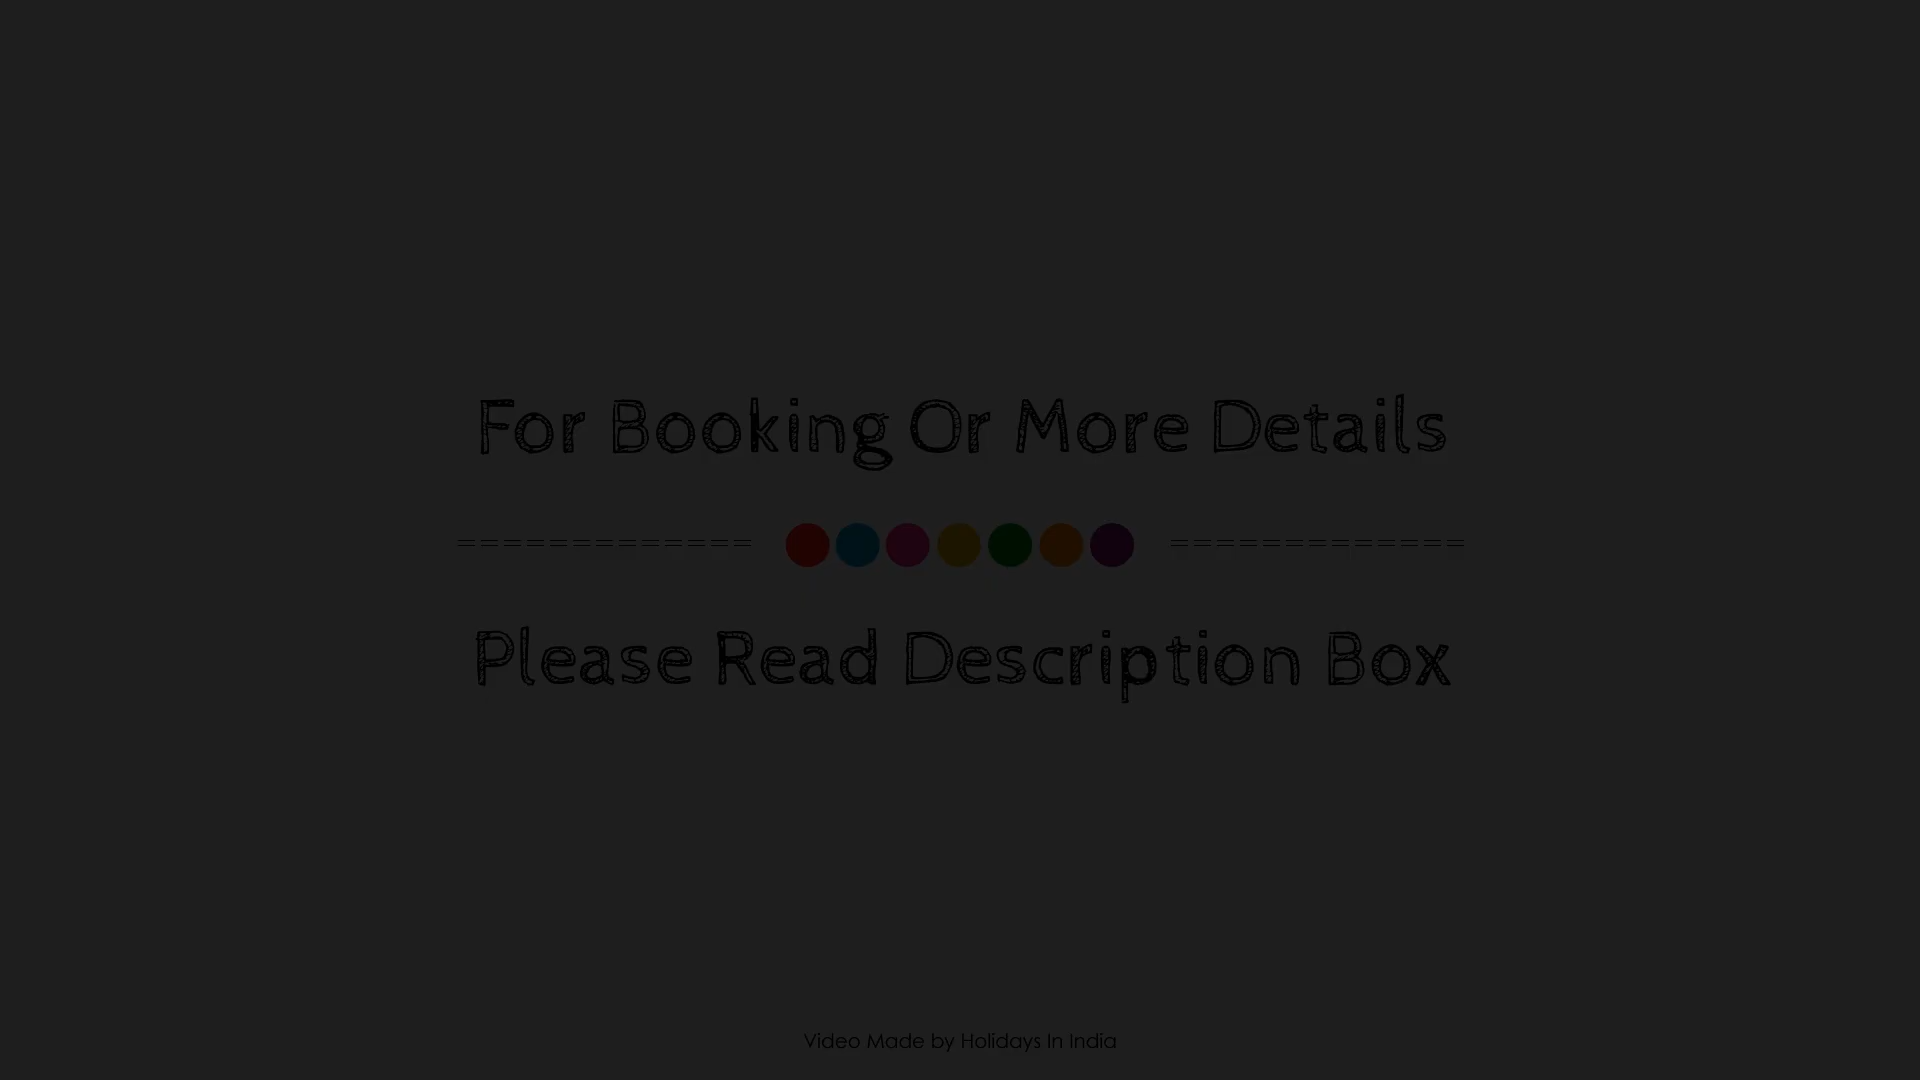 For Booking Or More Details
============= =============
Please Read Description Box
Video Made by Holidays In India